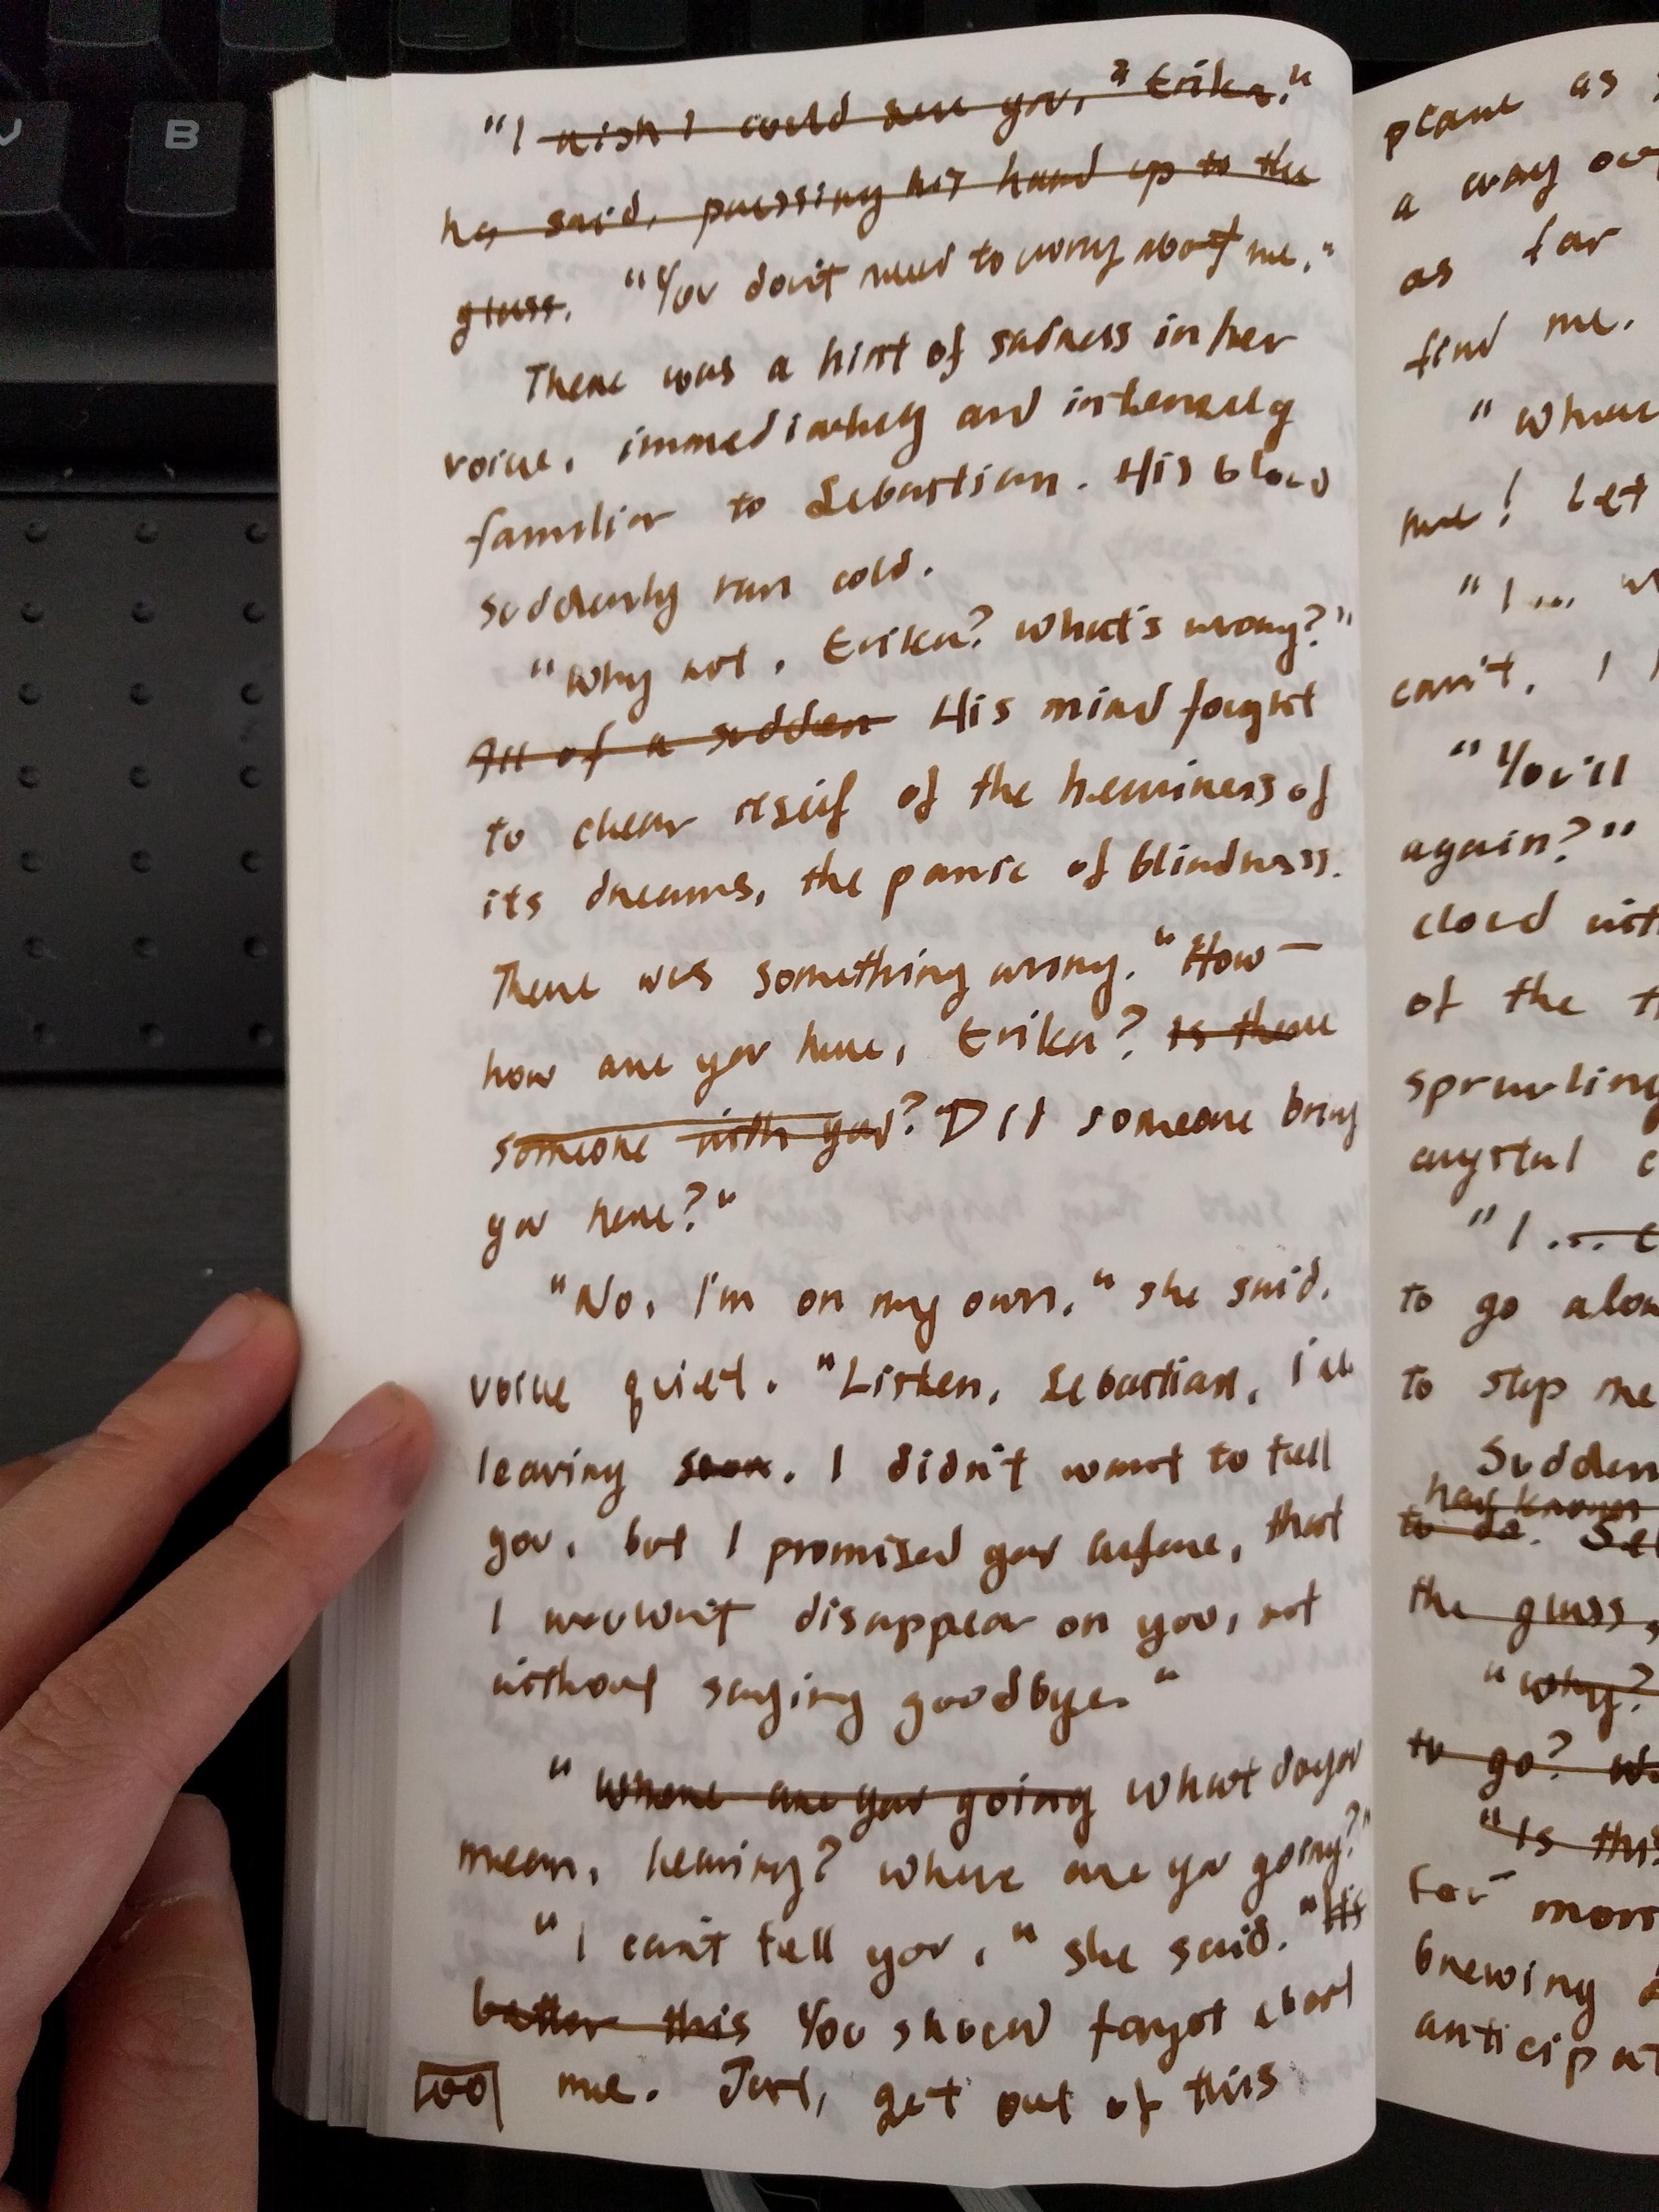 B
"I wish I could see you, "Erika."
he said, pressing his hand up to the
glass. "You don't need to worry about me."
There was a hint of sadness in her
voice, immediately and intensely
familiar to Sebastian. His blood
suddenly ran cold.
"Why not, Erika? What's wrong?"
All of a sudden His mind fought
to clear itself of the heaviness of
its dreams, the panic of blindness.
There was something wrong. "How—
how are you here, Erika? Is there
someone with you? Did someone bring
you here?"
"No, I'm on my own," she said,
voice quiet. "Listen, Sebastian, I'm
leaving soon. I didn't want to tell
you, but I promised you before, that
I wouldn't disappear on you, not
without saying goodbye."
"Where are you going What do you
mean, leaving? Where are you going?"
"I can't tell you," she said. "It's
better this You should forget about
me. Just, get out of this
100
place as
a way
as far
find me.
"
me! Let
"I...
can't. I
"You'll
again?"
cloud
of the
sprawling
crystal
"I ...
to go
to stop me
Sudden
has known
to do.
the glass,
"Why?
to go?
"Is this
for
brewing